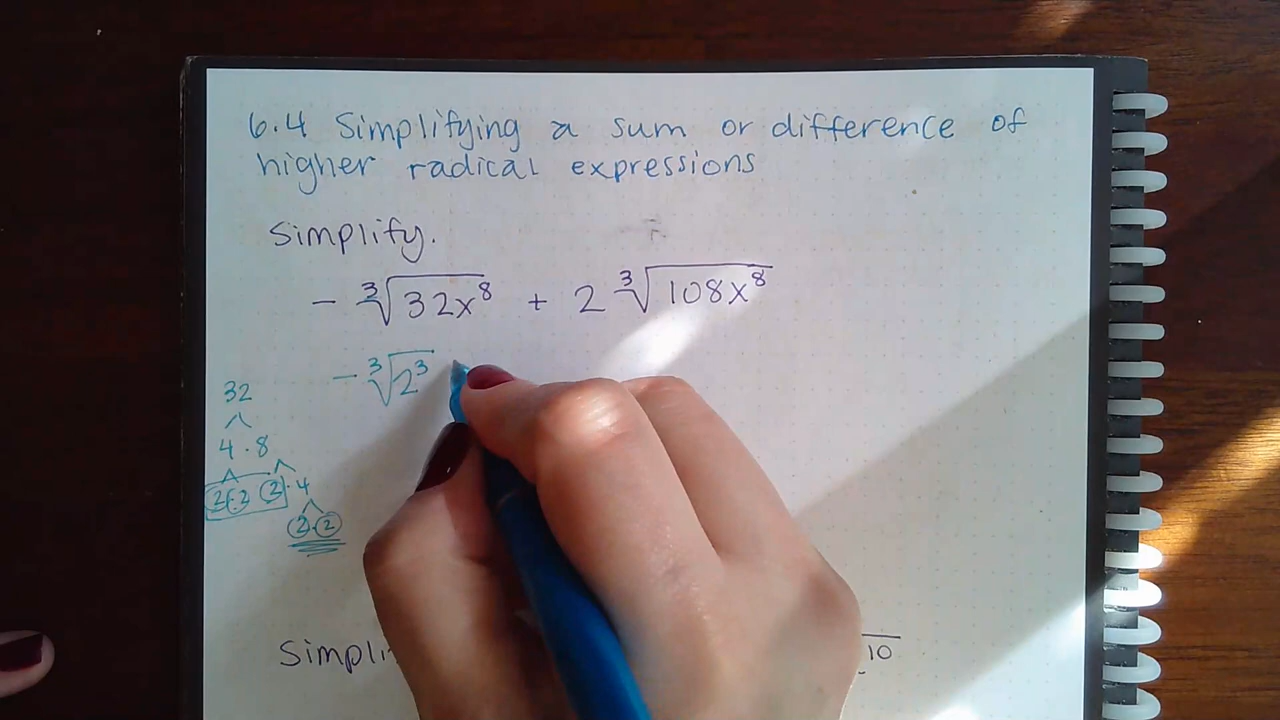 6.4 Simplifying a sum or difference of
higher radical expressions
Simplify.
- ∛32x⁸ + 2 ∛108x⁸
- ∛2³
32
4 · 8
2 · 2 2 · 4
2 · 2
10